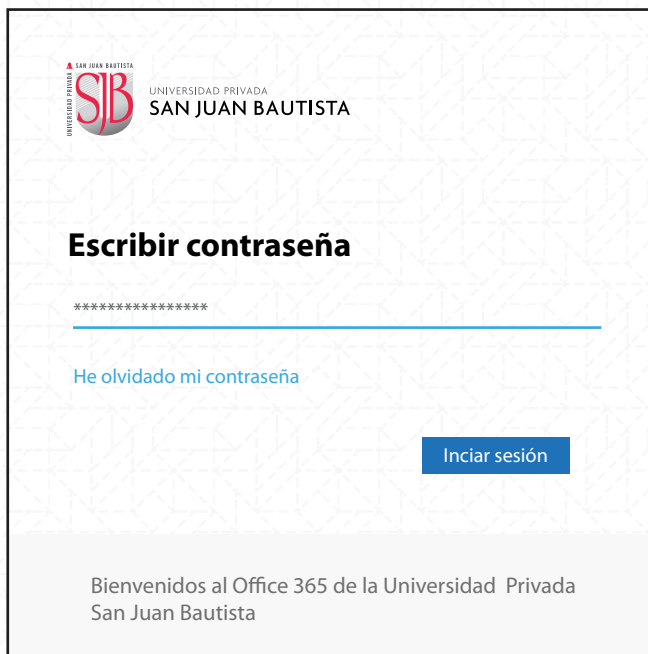 SAN JUAN BAUTISTA
UNIVERSIDAD PRIVADA
SJB
UNIVERSIDAD PRIVADA
SAN JUAN BAUTISTA
Escribir contraseña
****************
He olvidado mi contraseña
Inciar sesión
Bienvenidos al Office 365 de la Universidad Privada
San Juan Bautista